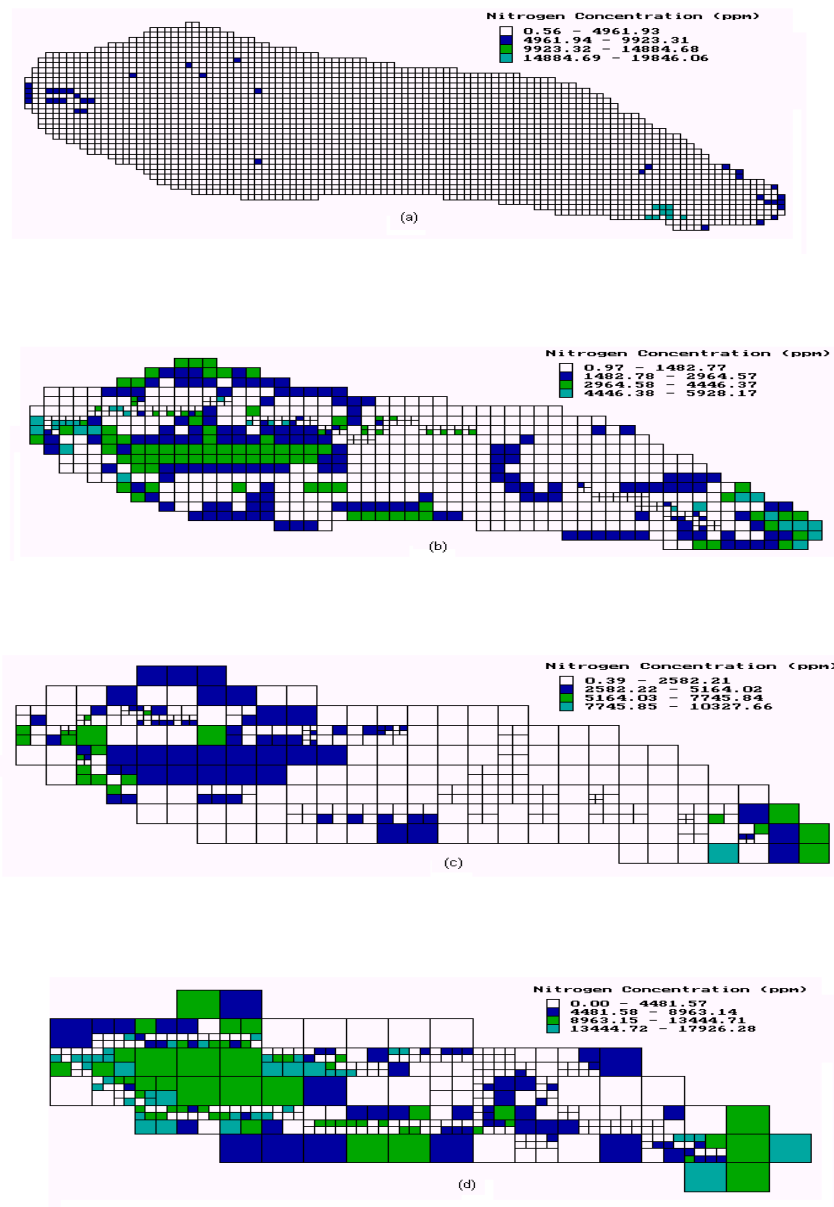 Nitrogen Concentration (ppm)
0.56 - 4961.93
4961.94 - 9923.31
9923.32 - 14884.68
14884.69 - 19846.06
(a)
Nitrogen Concentration (ppm)
0.97 - 1482.77
1482.78 - 2964.57
2964.58 - 4446.37
4446.38 - 5928.17
(b)
Nitrogen Concentration (ppm)
0.39 - 2582.21
2582.22 - 5164.02
5164.03 - 7745.84
7745.85 - 10327.66
(c)
Nitrogen Concentration (ppm)
0.00 - 4481.57
4481.58 - 8963.14
8963.15 - 13444.71
13444.72 - 17926.28
(d)